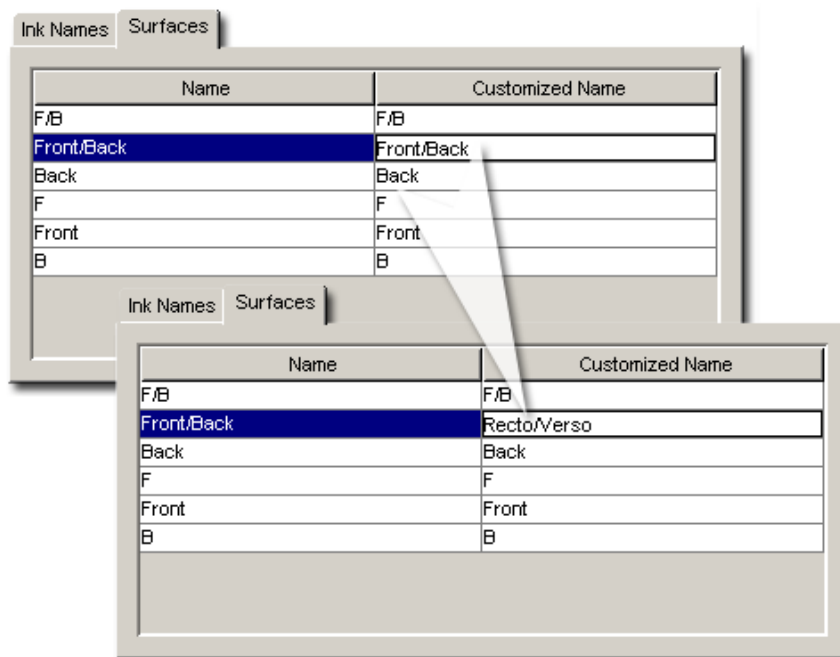 Ink Names Surfaces
Name Customized Name
F/B F/B
Front/Back Front/Back
Back Back
F F
Front Front
B B
Ink Names Surfaces
Name Customized Name
F/B F/B
Front/Back Recto/Verso
Back Back
F F
Front Front
B B